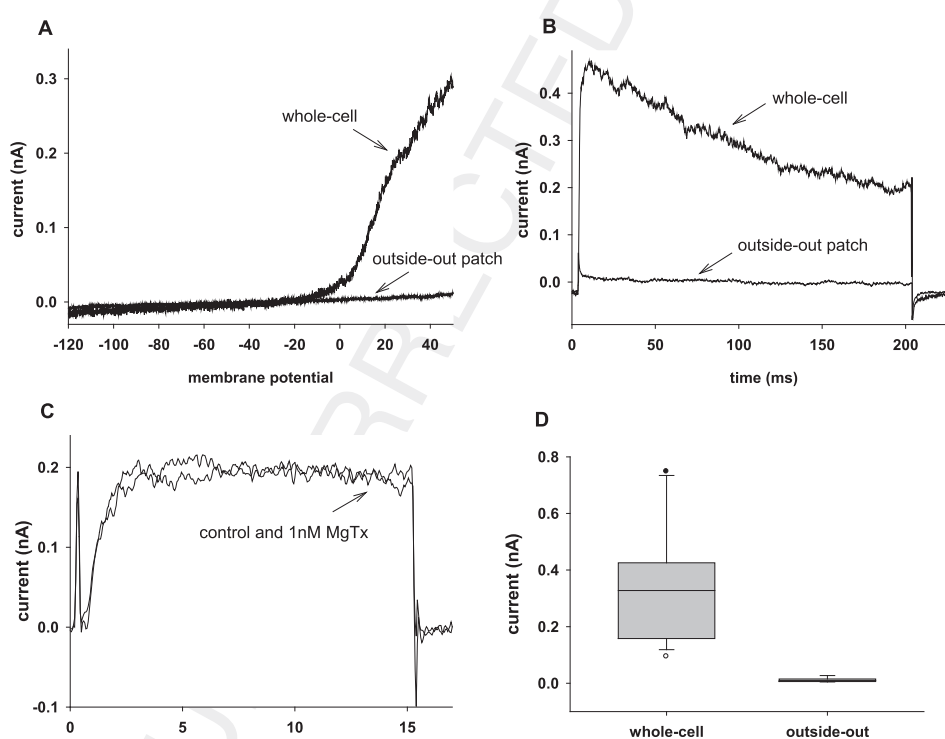 A
0.3
0.2
0.1
0.0
current (nA)
whole-cell
outside-out patch
-120 -100 -80 -60 -40 -20 0 20 40
membrane potential
B
0.4
0.3
0.2
0.1
0.0
current (nA)
whole-cell
outside-out patch
0 50 100 150 200
time (ms)
C
0.2
0.1
0.0
-0.1
current (nA)
control and 1nM MgTx
0 5 10 15
D
0.8
0.6
0.4
0.2
0.0
current (nA)
whole-cell outside-out